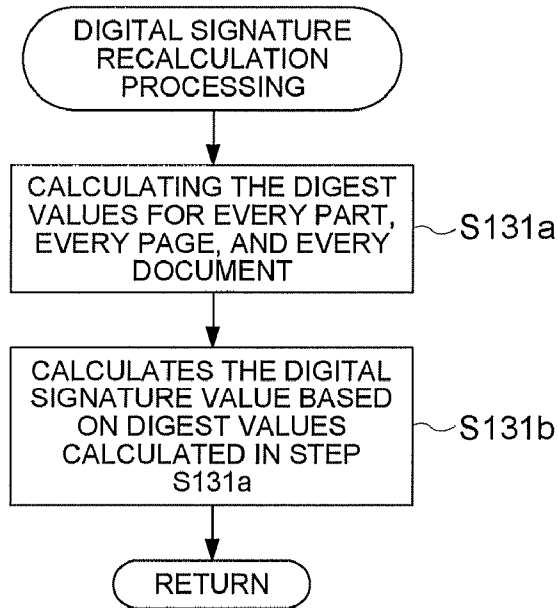 DIGITAL SIGNATURE
RECALCULATION
PROCESSING
CALCULATING THE DIGEST
VALUES FOR EVERY PART,
EVERY PAGE, AND EVERY
DOCUMENT
S131a
CALCULATES THE DIGITAL
SIGNATURE VALUE BASED
ON DIGEST VALUES
CALCULATED IN STEP
S131a
S131b
RETURN